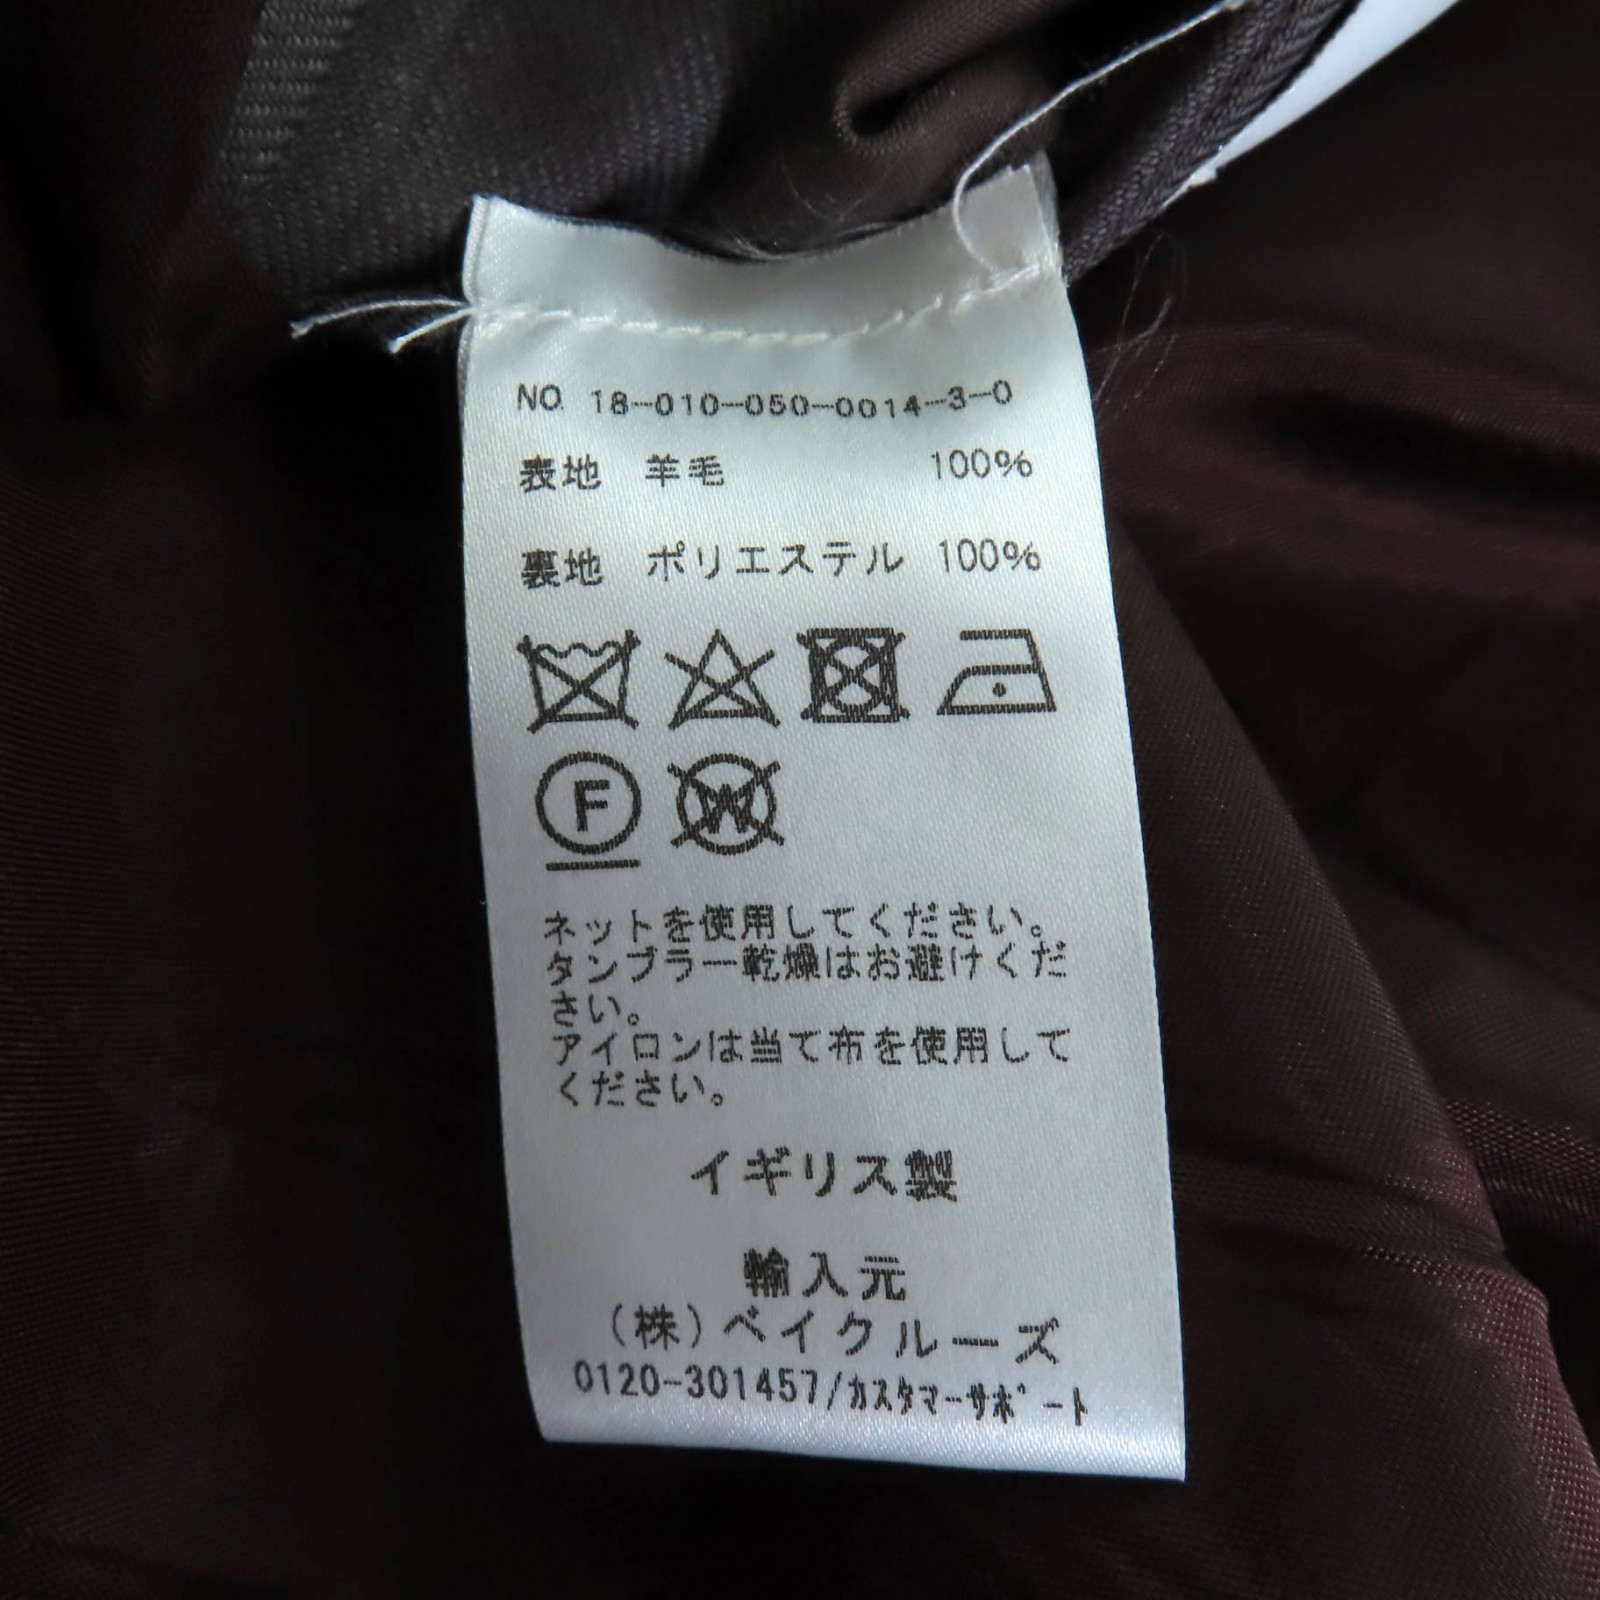 NO. 18-010-050-0014-3-0
表地 羊毛 100%
裏地 ポリエステル 100%
F W
ネットを使用してください。
タンブラー乾燥はお避けくだ
さい。
アイロンは当て布を使用して
ください。
イギリス製
輸入元
(株)ベイクルーズ
0120-301457/カスタマーサポート